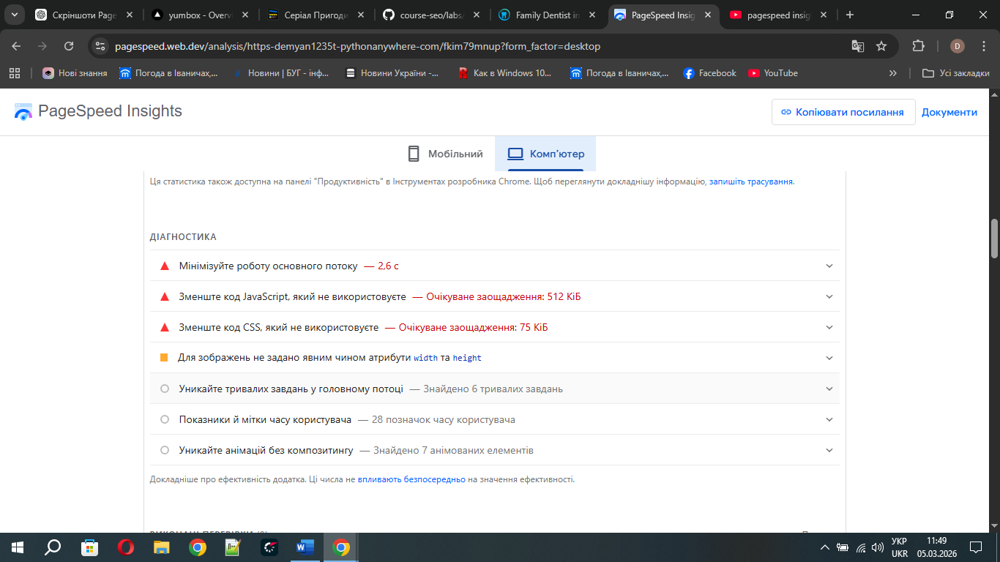 Скріншоти Page
yumbox - Overv
Серіал Пригоди
course-seo/labs
Family Dentist in
PageSpeed Insig
pagespeed insig
pagespeed.web.dev/analysis/https-demyan1235t-pythonanywhere-com/fkim79mnup?form_factor=desktop
D
Нові знання
Погода в Іваничах,...
Новини | БУГ - інф...
Новини України -...
Как в Windows 10...
Погода в Іваничах,...
Facebook
YouTube
Усі закладки
PageSpeed Insights
Копіювати посилання
Документи
Мобільний
Комп'ютер
Ця статистика також доступна на панелі "Продуктивність" в Інструментах розробника Chrome. Щоб переглянути докладнішу інформацію, запишіть трасування.
ДІАГНОСТИКА
Мінімізуйте роботу основного потоку — 2,6 с
Зменште код JavaScript, який не використовуєте — Очікуване заощадження: 512 КіБ
Зменште код CSS, який не використовуєте — Очікуване заощадження: 75 КіБ
Для зображень не задано явним чином атрибути width та height
Уникайте тривалих завдань у головному потоці — Знайдено 6 тривалих завдань
Показники й мітки часу користувача — 28 позначок часу користувача
Уникайте анімацій без композитингу — Знайдено 7 анімованих елементів
Докладніше про ефективність додатка. Ці числа не впливають безпосередньо на значення ефективності.
УКР
UKR
11:49
05.03.2026